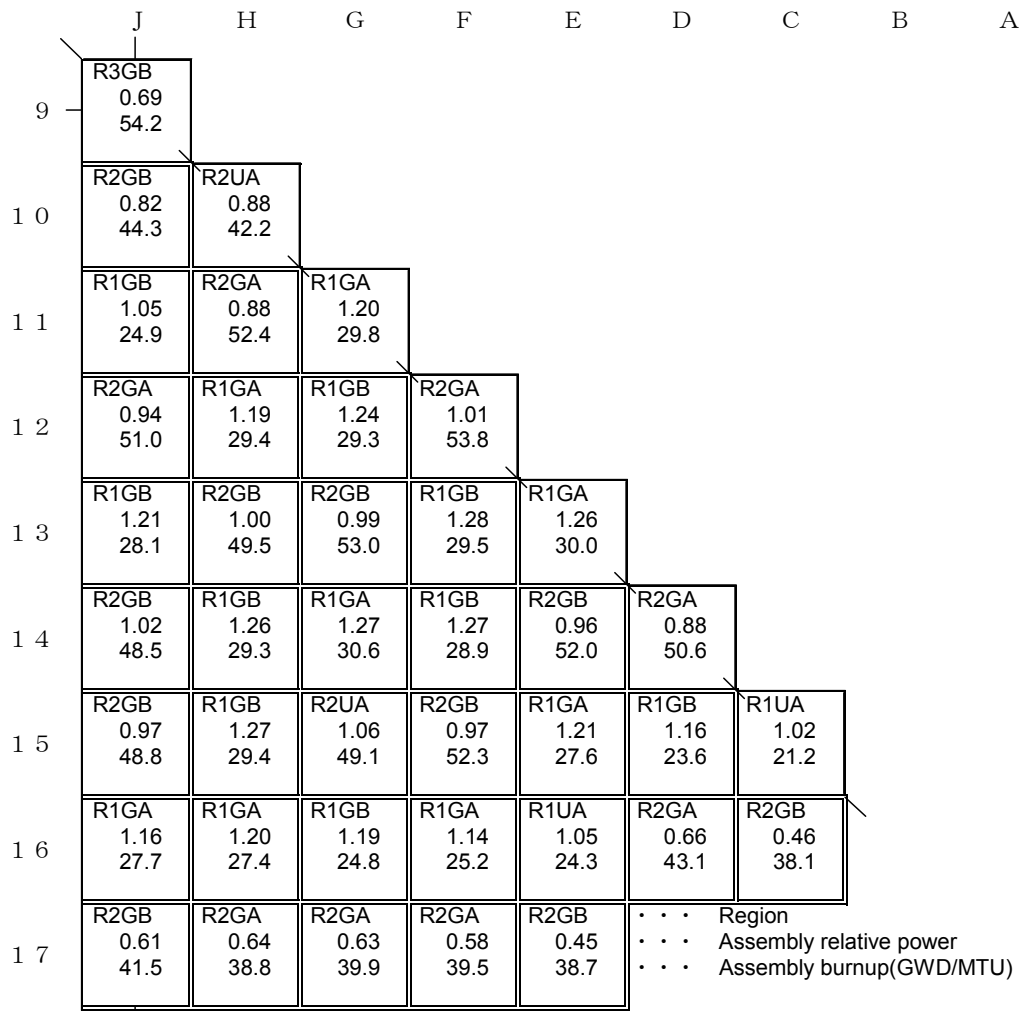 J H G F E D C B A
R3GB
9 0.69
54.2
R2GB R2UA
10 0.82 0.88
44.3 42.2
R1GB R2GA R1GA
11 1.05 0.88 1.20
24.9 52.4 29.8
R2GA R1GA R1GB R2GA
12 0.94 1.19 1.24 1.01
51.0 29.4 29.3 53.8
R1GB R2GB R2GB R1GB R1GA
13 1.21 1.00 0.99 1.28 1.26
28.1 49.5 53.0 29.5 30.0
R2GB R1GB R1GA R1GB R2GB R2GA
14 1.02 1.26 1.27 1.27 0.96 0.88
48.5 29.3 30.6 28.9 52.0 50.6
R2GB R1GB R2UA R2GB R1GA R1GB R1UA
15 0.97 1.27 1.06 0.97 1.21 1.16 1.02
48.8 29.4 49.1 52.3 27.6 23.6 21.2
R1GA R1GA R1GB R1GA R1UA R2GA R2GB
16 1.16 1.20 1.19 1.14 1.05 0.66 0.46
27.7 27.4 24.8 25.2 24.3 43.1 38.1
R2GB R2GA R2GA R2GA R2GB ・・・ Region
17 0.61 0.64 0.63 0.58 0.45 ・・・ Assembly relative power
41.5 38.8 39.9 39.5 38.7 ・・・ Assembly burnup(GWD/MTU)